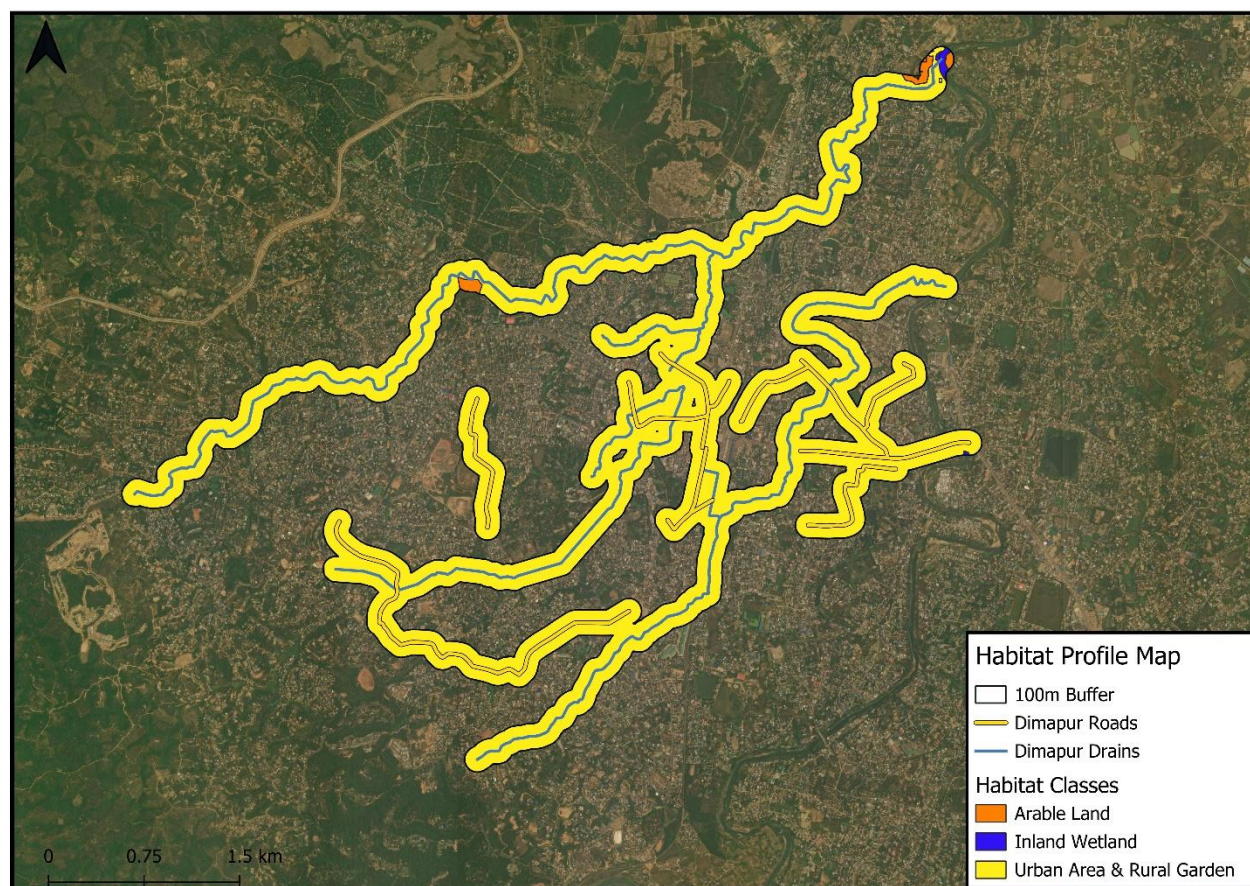 0 0.75 1.5 km
Habitat Profile Map
100m Buffer
Dimapur Roads
Dimapur Drains
Habitat Classes
Arable Land
Inland Wetland
Urban Area & Rural Garden